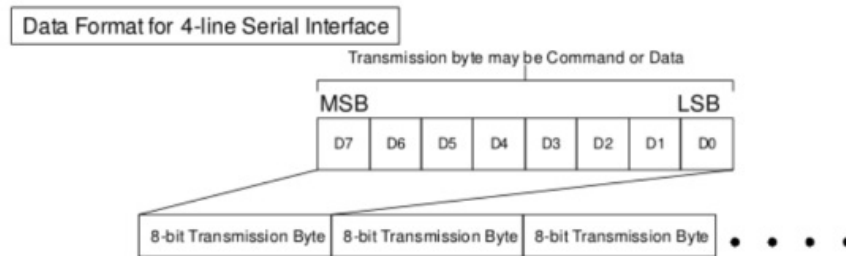 Data Format for 4-line Serial Interface
Transmission byte may be Command or Data
MSB LSB
D7 D6 D5 D4 D3 D2 D1 D0
8-bit Transmission Byte 8-bit Transmission Byte 8-bit Transmission Byte